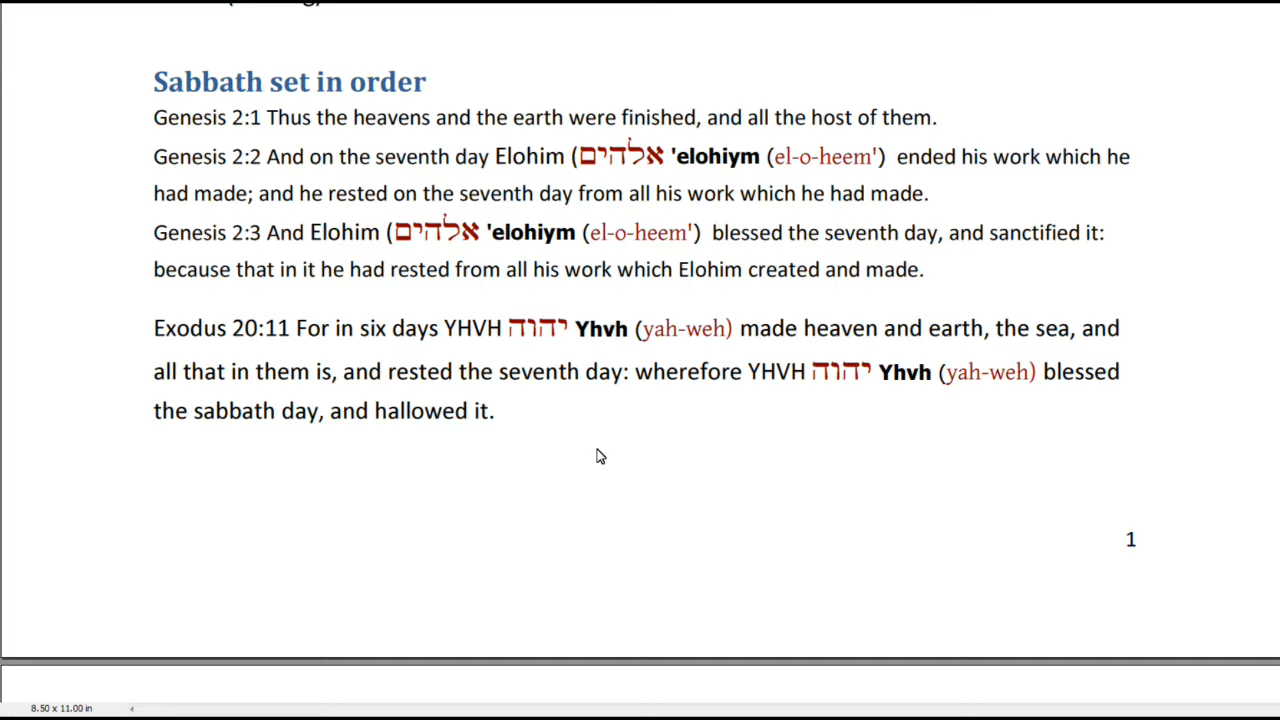 Sabbath set in order
Genesis 2:1 Thus the heavens and the earth were finished, and all the host of them.
Genesis 2:2 And on the seventh day Elohim (אלהים 'elohiym (el-o-heem') ended his work which he
had made; and he rested on the seventh day from all his work which he had made.
Genesis 2:3 And Elohim (אלהים 'elohiym (el-o-heem') blessed the seventh day, and sanctified it:
because that in it he had rested from all his work which Elohim created and made.
Exodus 20:11 For in six days YHVH יהוה Yhvh (yah-weh) made heaven and earth, the sea, and
all that in them is, and rested the seventh day: wherefore YHVH יהוה Yhvh (yah-weh) blessed
the sabbath day, and hallowed it.
1
8.50 x 11.00 in